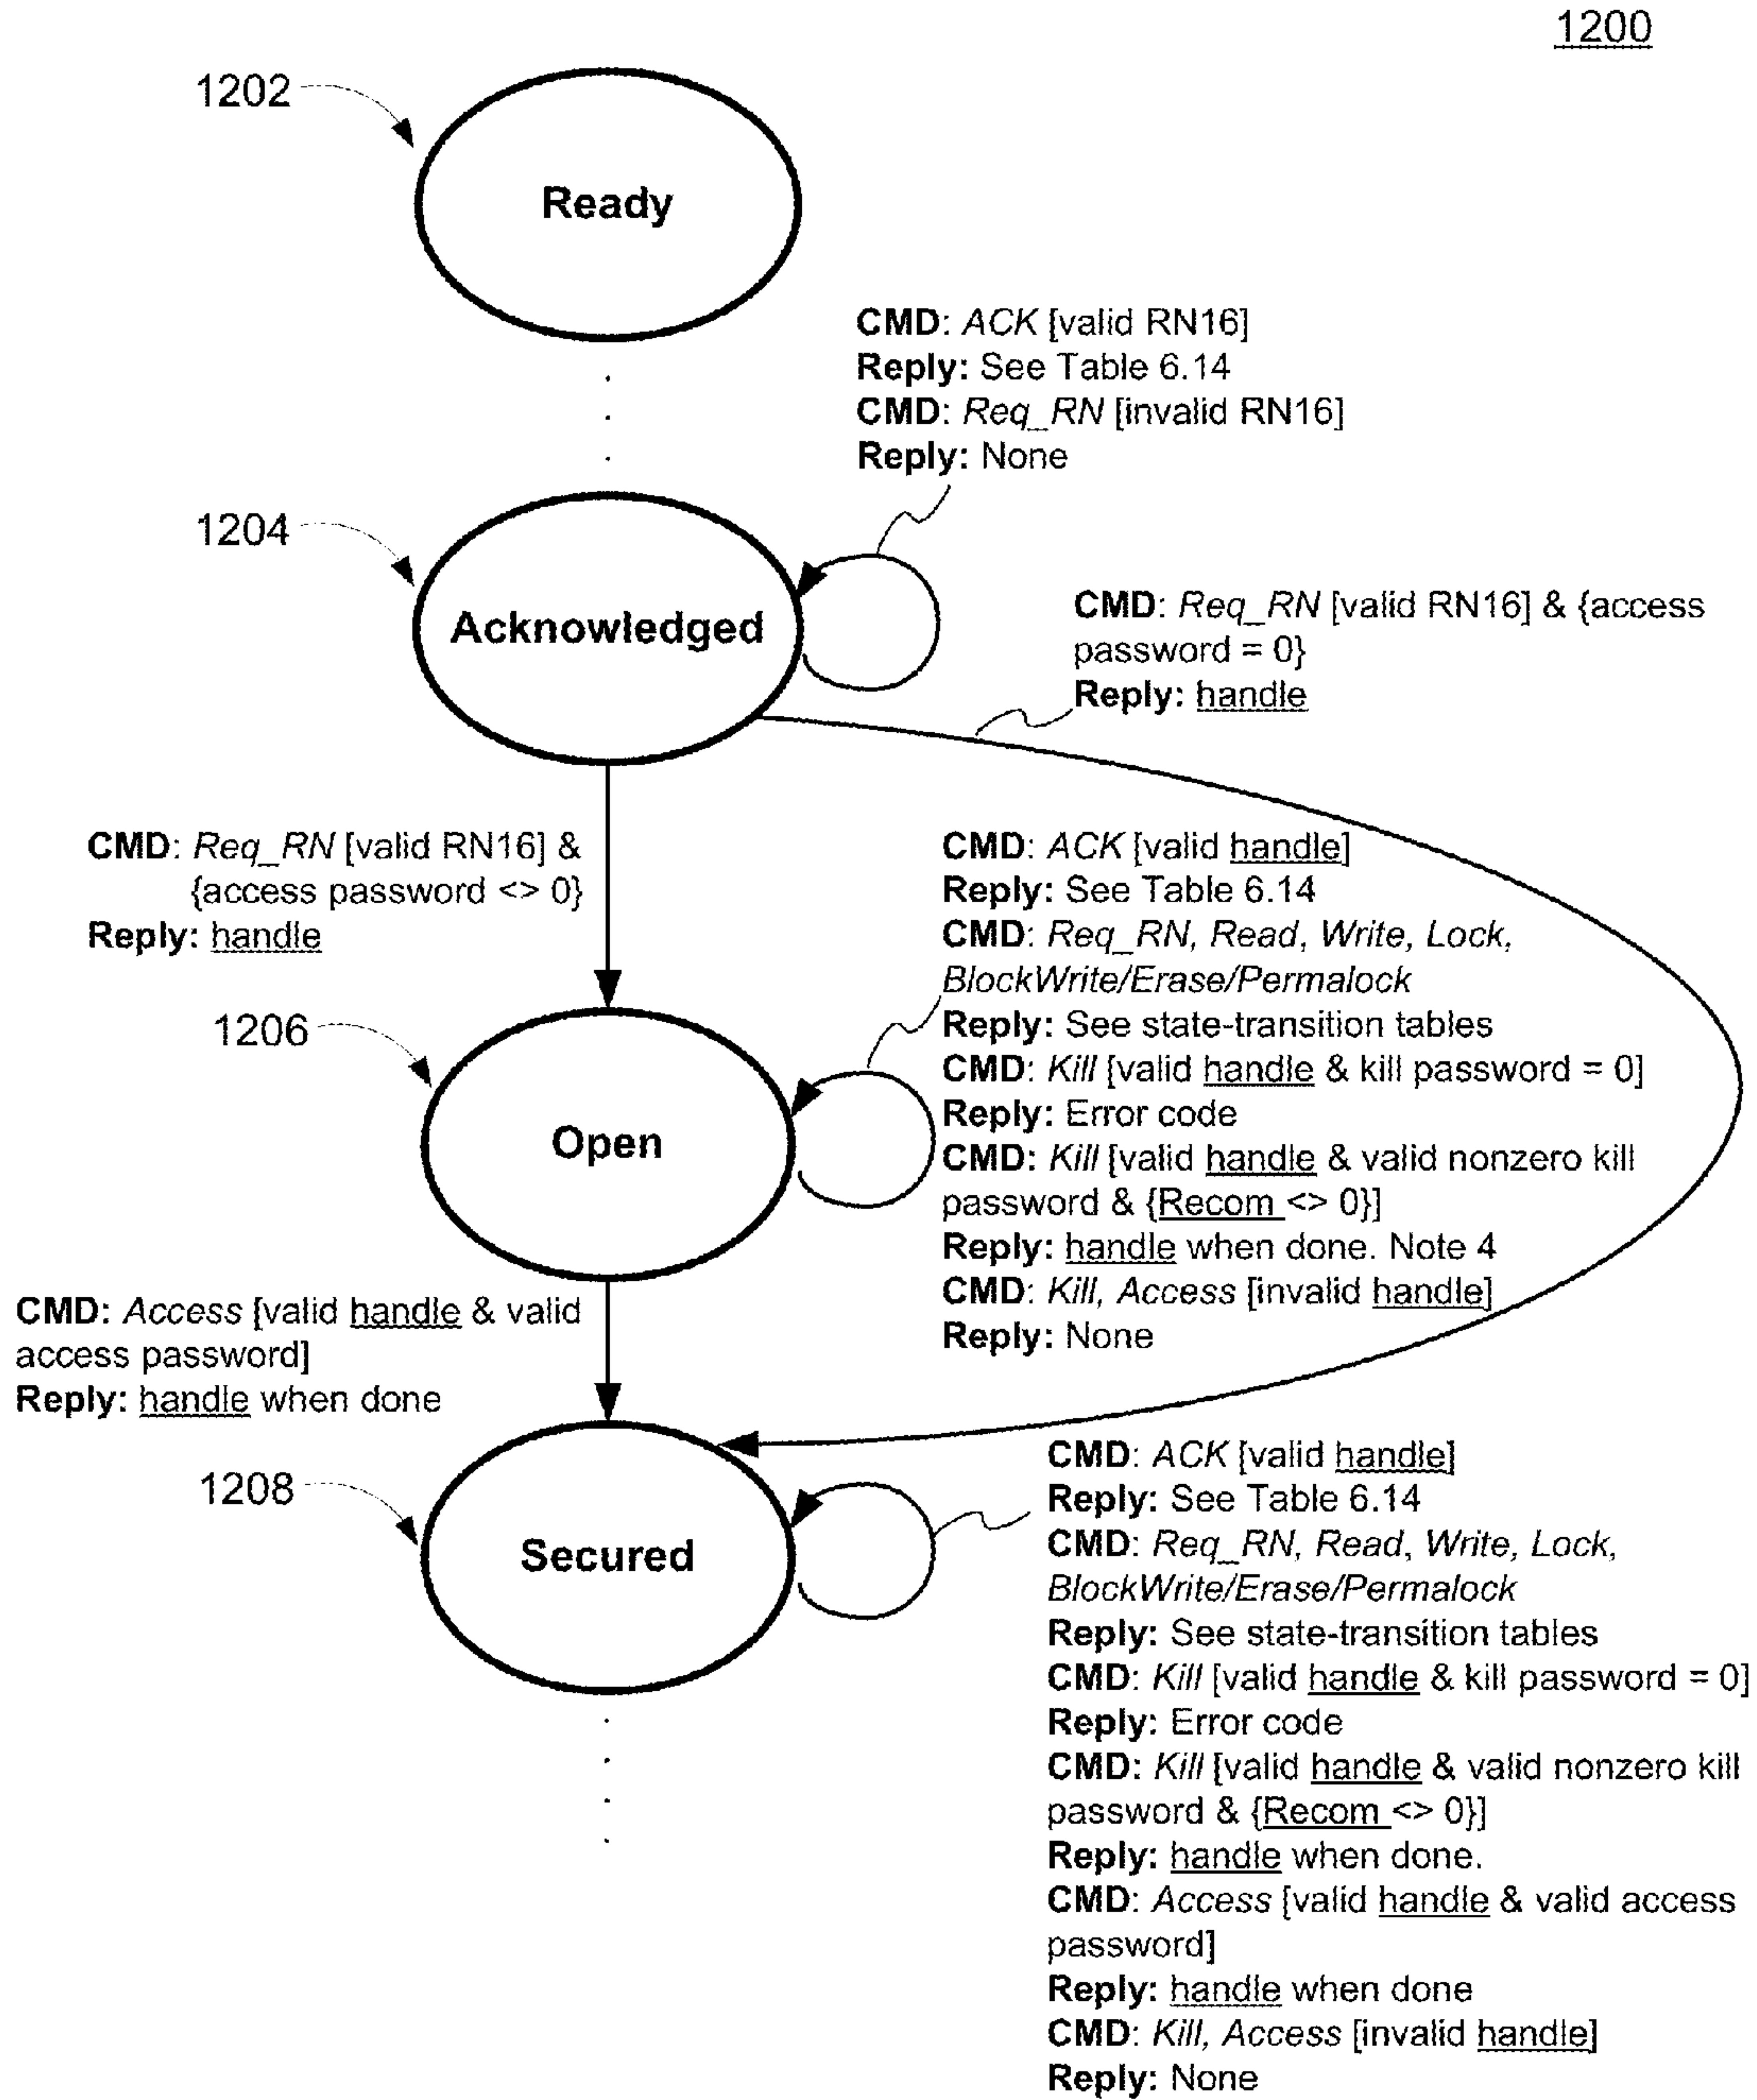 1200
1202
Ready
CMD: ACK [valid RN16]
Reply: See Table 6.14
CMD: Req_RN [invalid RN16]
Reply: None
1204
Acknowledged
CMD: Req_RN [valid RN16] & {access
password = 0}
Reply: handle
CMD: Req_RN [valid RN16] &
{access password <> 0}
Reply: handle
CMD: ACK [valid handle]
Reply: See Table 6.14
CMD: Req_RN, Read, Write, Lock,
BlockWrite/Erase/Permalock
Reply: See state-transition tables
CMD: Kill [valid handle & kill password = 0]
Reply: Error code
CMD: Kill [valid handle & valid nonzero kill
password & {Recom <> 0}]
Reply: handle when done. Note 4
CMD: Kill, Access [invalid handle]
Reply: None
1206
Open
CMD: Access [valid handle & valid
access password]
Reply: handle when done
1208
Secured
CMD: ACK [valid handle]
Reply: See Table 6.14
CMD: Req_RN, Read, Write, Lock,
BlockWrite/Erase/Permalock
Reply: See state-transition tables
CMD: Kill [valid handle & kill password = 0]
Reply: Error code
CMD: Kill [valid handle & valid nonzero kill
password & {Recom <> 0}]
Reply: handle when done.
CMD: Access [valid handle & valid access
password]
Reply: handle when done
CMD: Kill, Access [invalid handle]
Reply: None